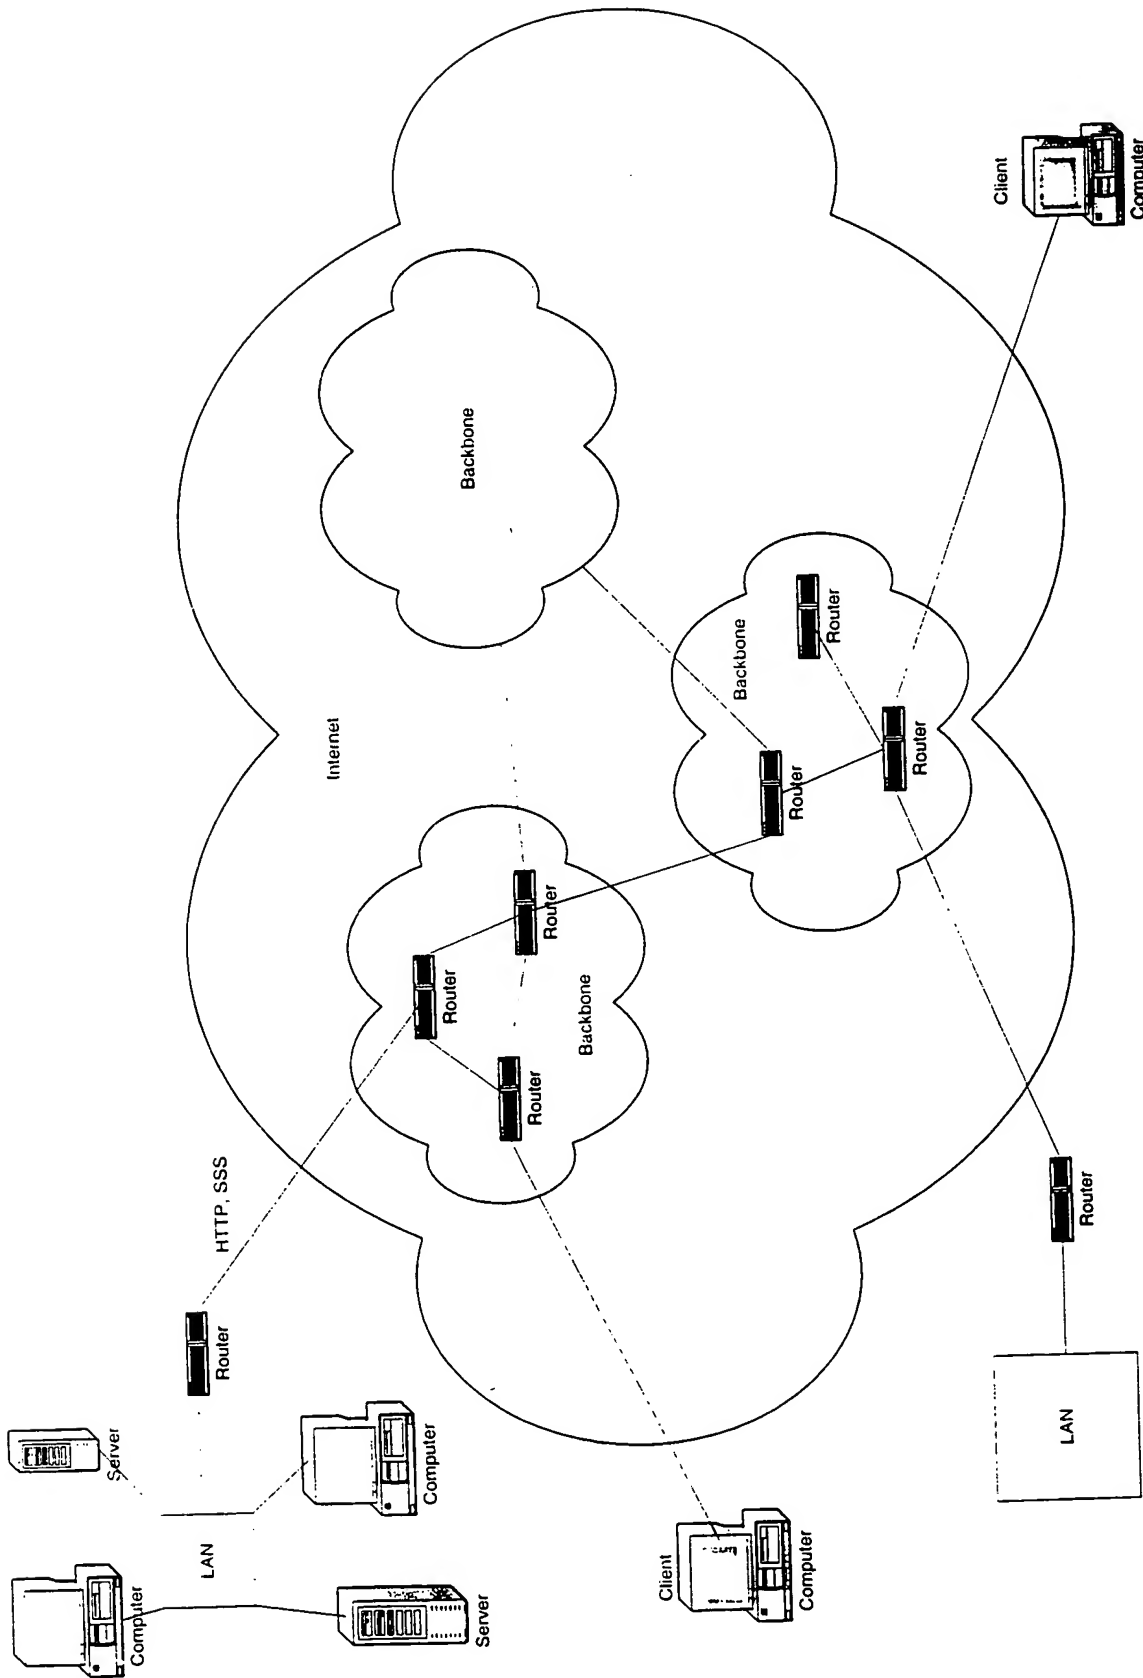 Server
Computer
LAN
Computer
Server
Router
HTTP, SSS
Internet
Backbone
Router
Router
Router
Backbone
Backbone
Router
Router
Router
Client
Computer
Client
Computer
LAN
Router